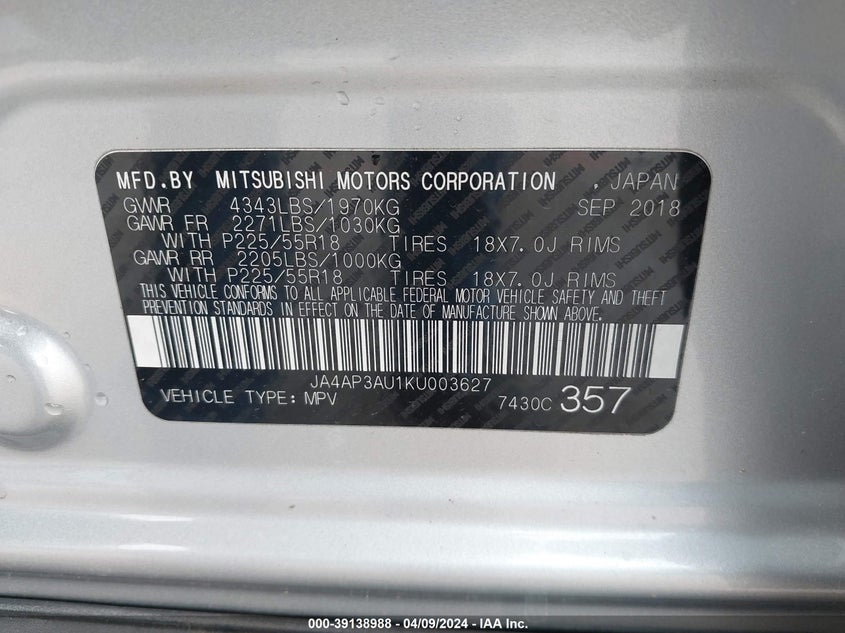 MFD.BY MITSUBISHI MOTORS CORPORATION , JAPAN
GVWR 4343LBS/1970KG SEP 2018
GAWR FR 2271LBS/1030KG
WITH P225/55R18 TIRES 18X7.0J RIMS
GAWR RR 2205LBS/1000KG
WITH P225/55R18 TIRES 18X7.0J RIMS
THIS VEHICLE CONFORMS TO ALL APPLICABLE FEDERAL MOTOR VEHICLE SAFETY AND THEFT
PREVENTION STANDARDS IN EFFECT ON THE DATE OF MANUFACTURE SHOWN ABOVE.
JA4AP3AU1KU003627
VEHICLE TYPE: MPV 7430C 357
000-39138988 - 04/09/2024 - IAA Inc.